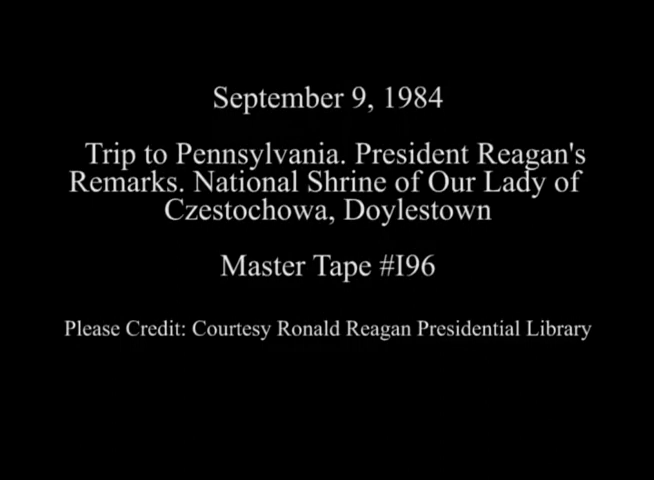 September 9, 1984
Trip to Pennsylvania. President Reagan's
Remarks. National Shrine of Our Lady of
Czestochowa, Doylestown
Master Tape #I96
Please Credit: Courtesy Ronald Reagan Presidential Library